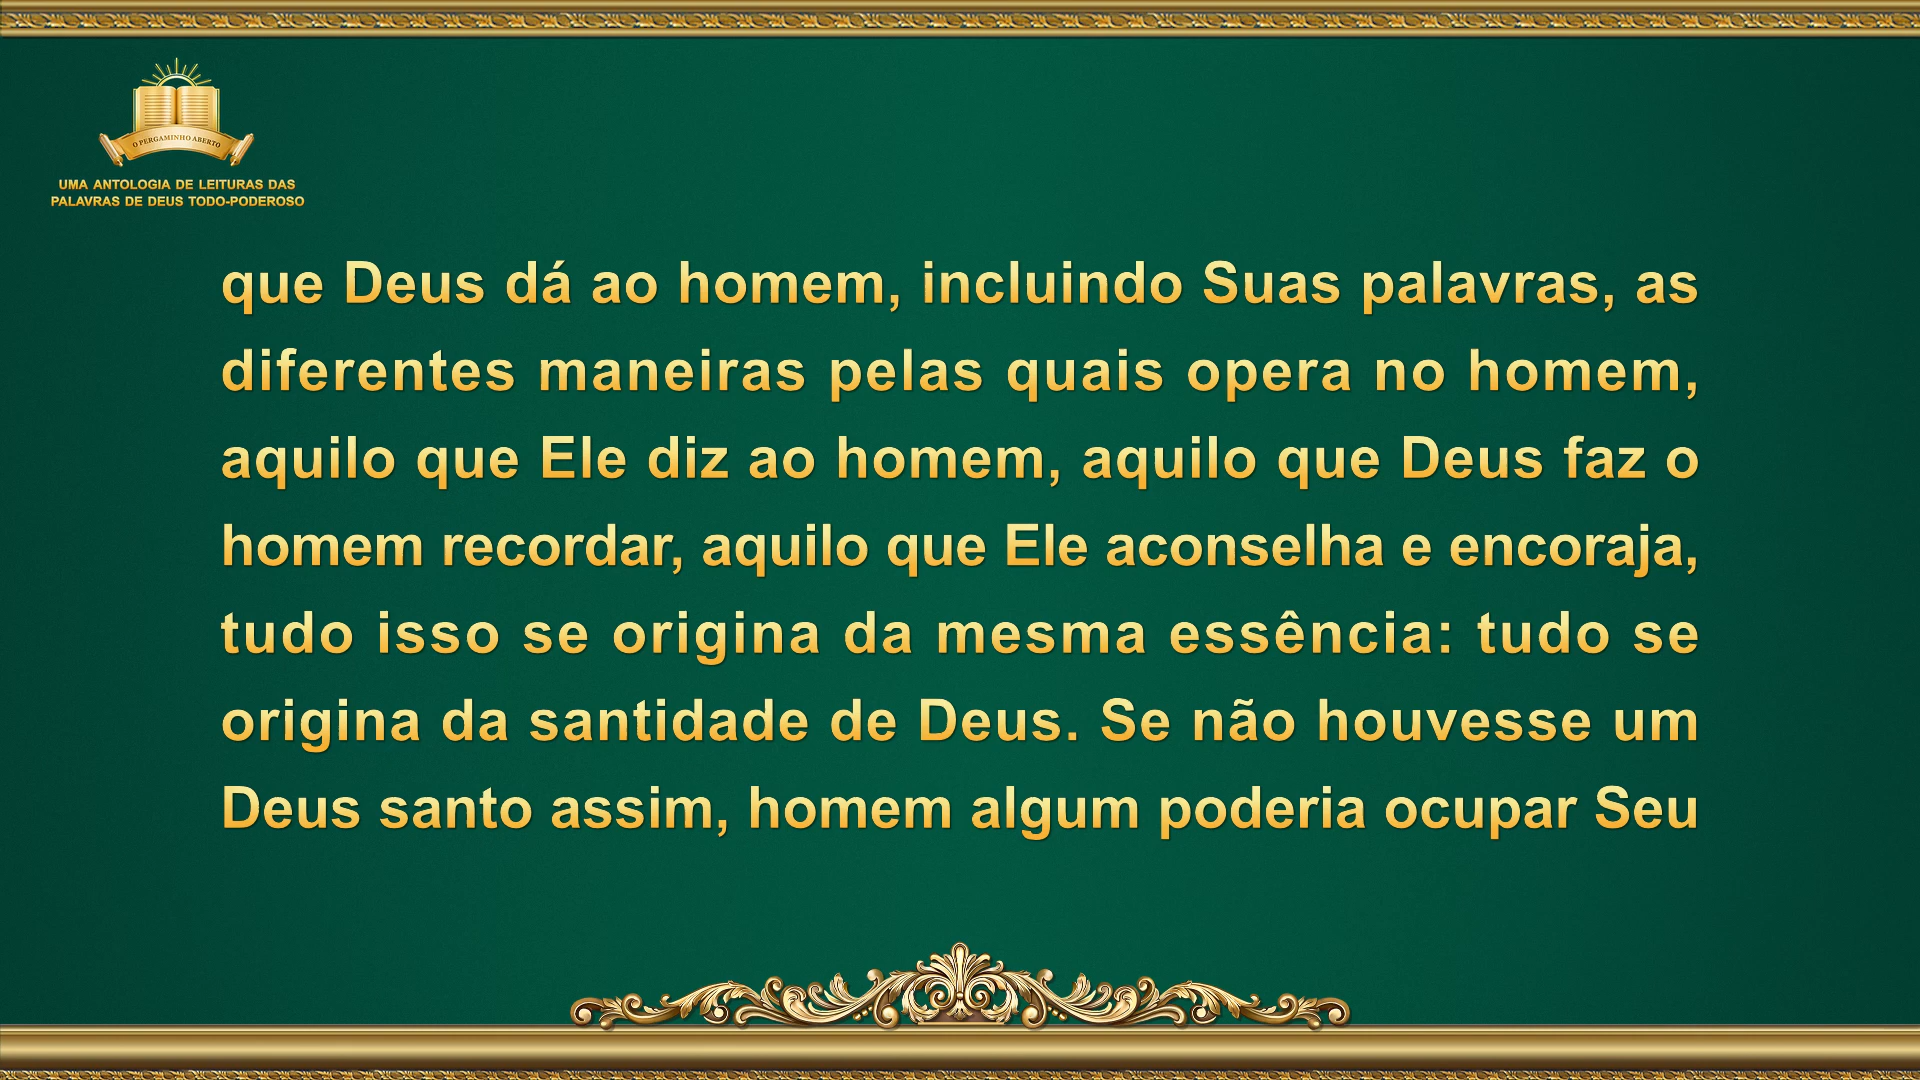 O PERGAMINHO ABERTO
UMA ANTOLOGIA DE LEITURAS DAS
PALAVRAS DE DEUS TODO-PODEROSO
que Deus dá ao homem, incluindo Suas palavras, as
diferentes maneiras pelas quais opera no homem,
aquilo que Ele diz ao homem, aquilo que Deus faz o
homem recordar, aquilo que Ele aconselha e encoraja,
tudo isso se origina da mesma essência: tudo se
origina da santidade de Deus. Se não houvesse um
Deus santo assim, homem algum poderia ocupar Seu